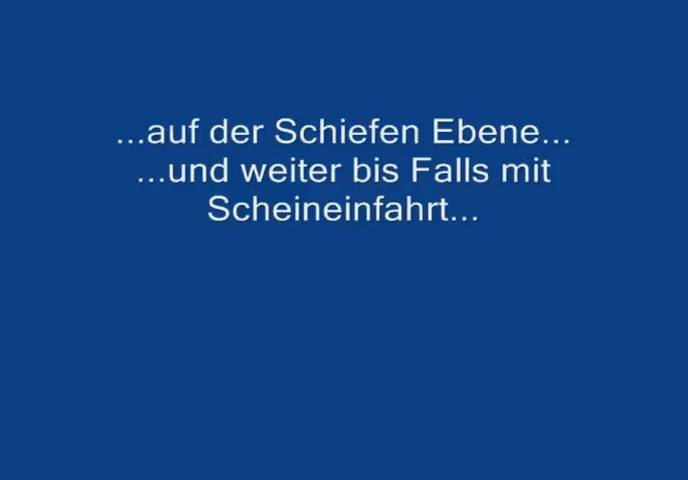 ...auf der Schiefen Ebene...
...und weiter bis Falls mit
Scheineinfahrt...